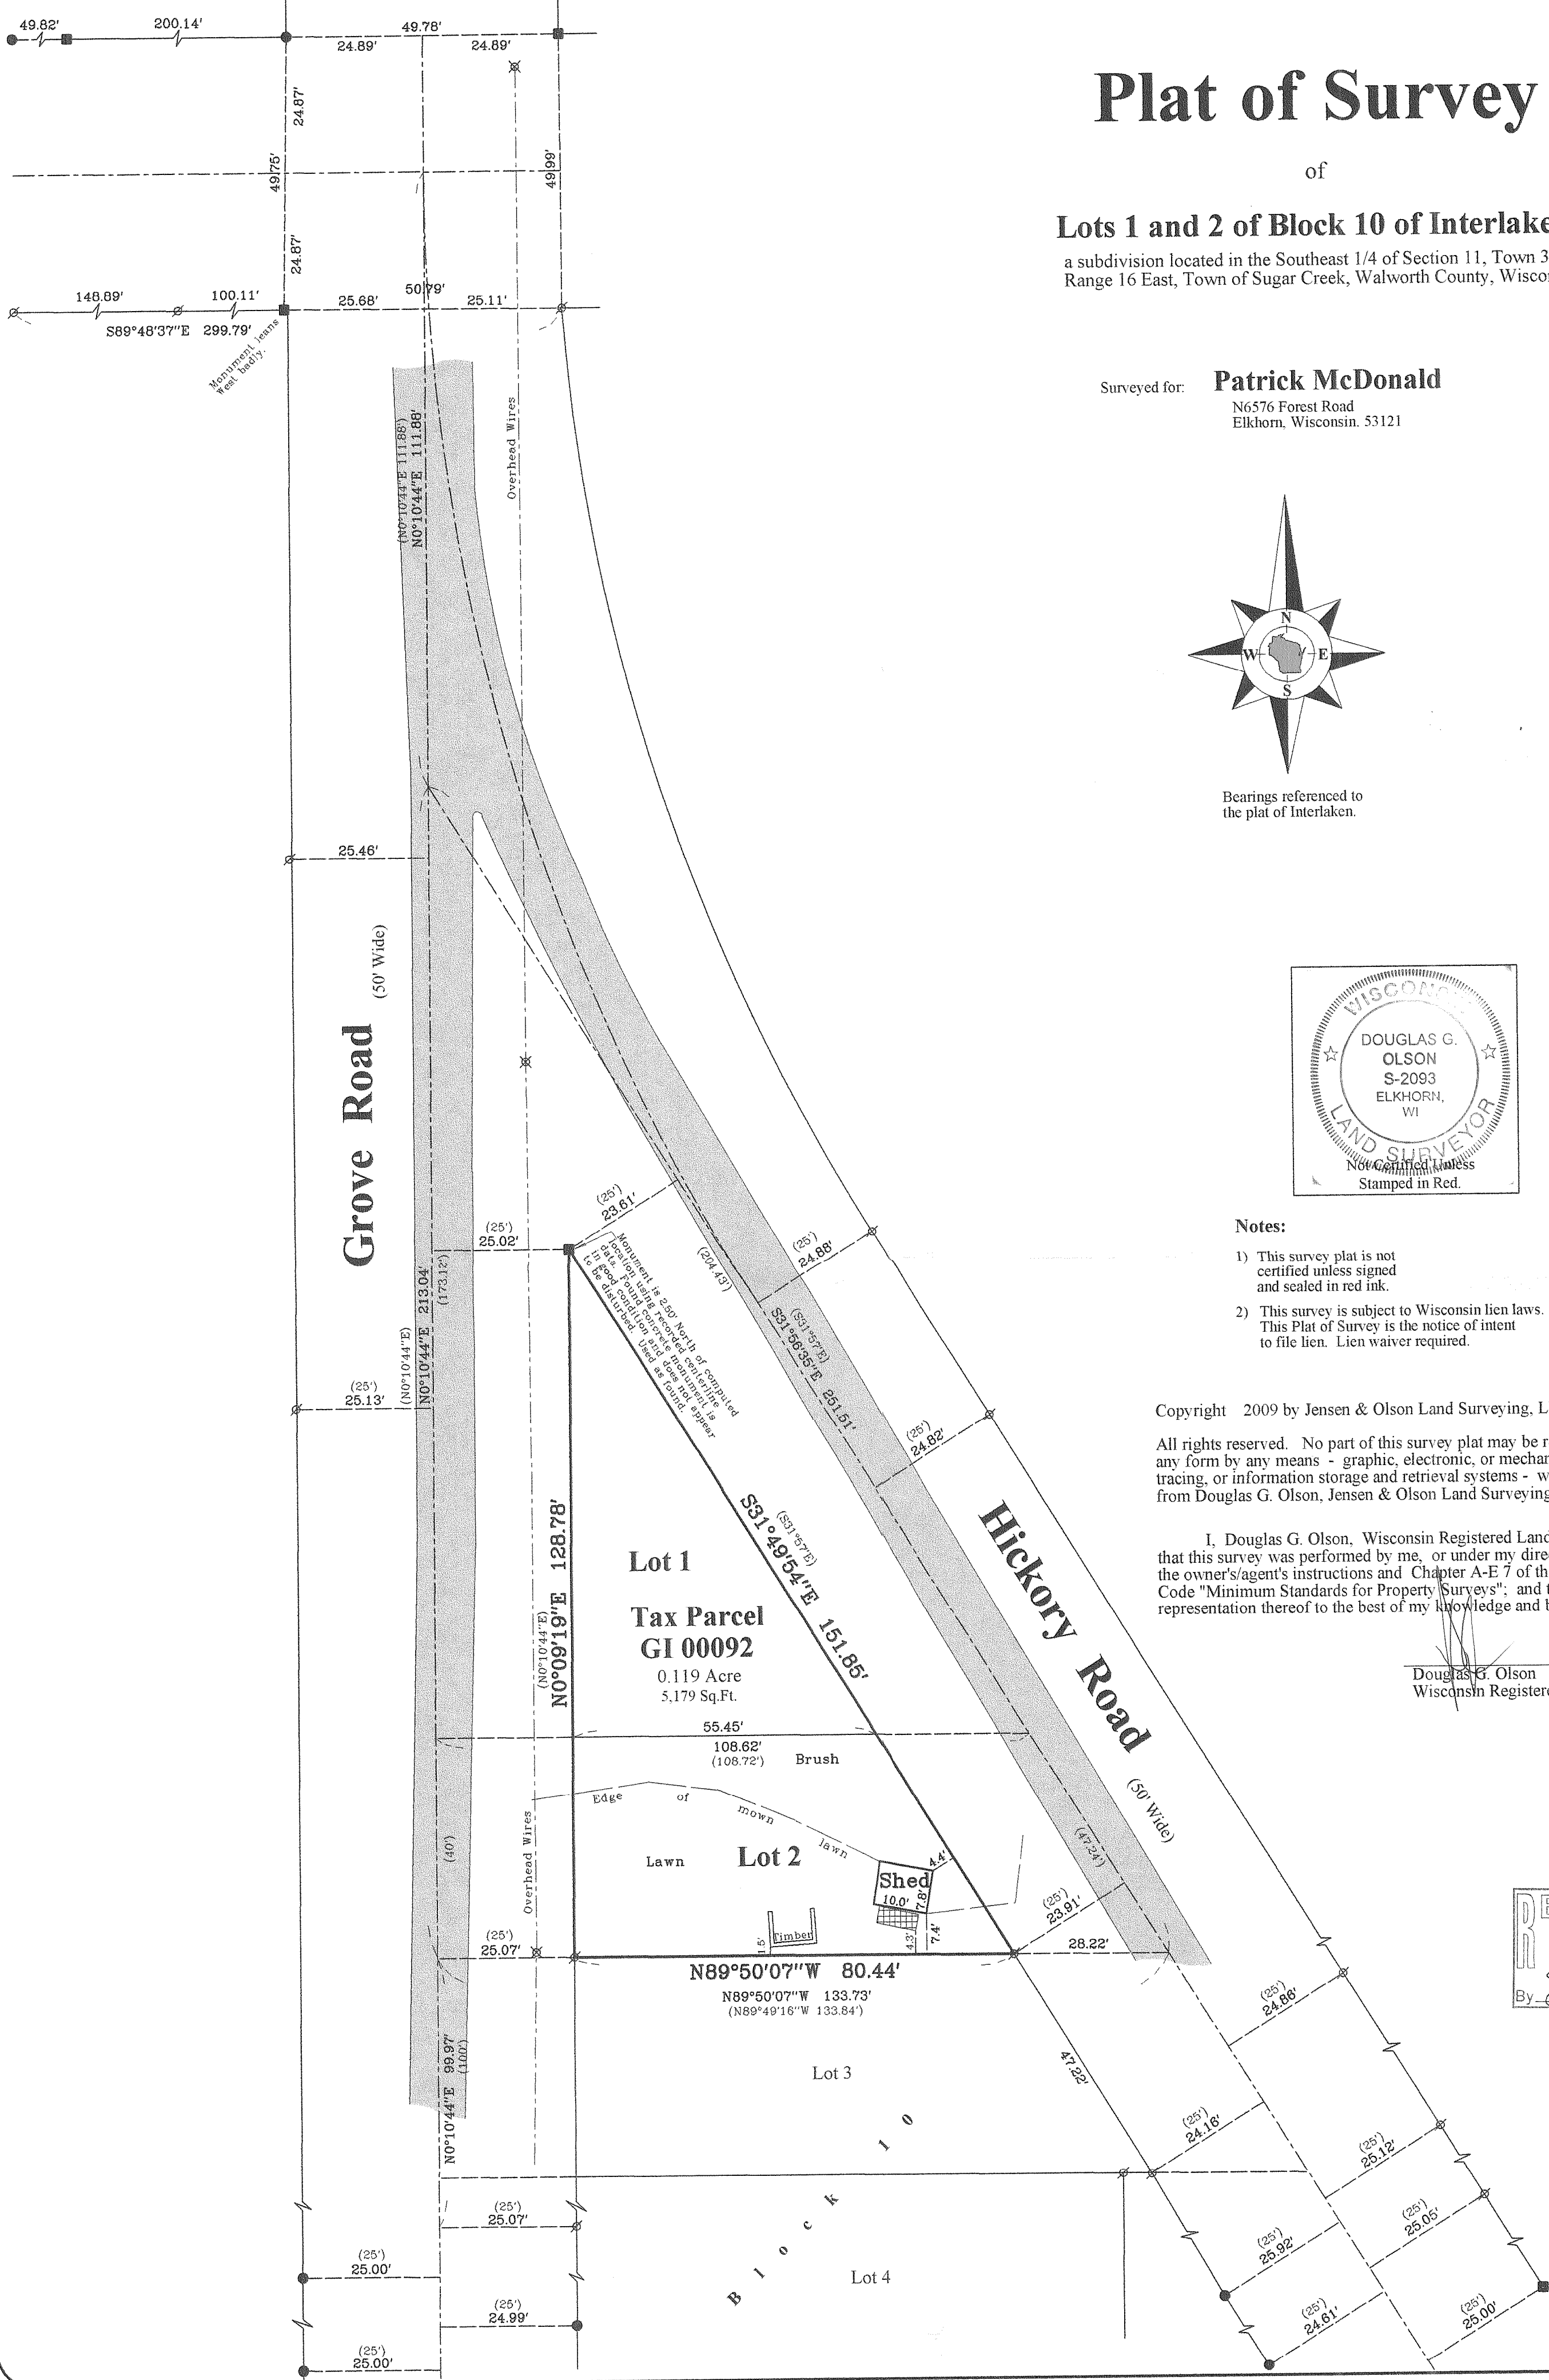 49.82'
200.14'
49.78'
24.89'
24.89'
24.87'
49.75'
49.99'
24.87'
148.89'
100.11'
25.68'
50.79'
25.11'
S89°48'37"E 299.79'
Monument leans
West badly.
Plat of Survey
of
Lots 1 and 2 of Block 10 of Interlake
a subdivision located in the Southeast 1/4 of Section 11, Town 3
Range 16 East, Town of Sugar Creek, Walworth County, Wisco
Surveyed for: Patrick McDonald
N6576 Forest Road
Elkhorn, Wisconsin. 53121
N
W
E
S
Bearings referenced to
the plat of Interlaken.
(N0°10'44"E 111.88')
N0°10'44"E 111.88'
Overhead Wires
25.46'
Grove Road
(50' Wide)
WISCONSIN
DOUGLAS G.
OLSON
S-2093
ELKHORN,
WI
LAND SURVEYOR
Not Certified Unless
Stamped in Red.
Notes:
1) This survey plat is not
certified unless signed
and sealed in red ink.
2) This survey is subject to Wisconsin lien laws.
This Plat of Survey is the notice of intent
to file lien. Lien waiver required.
Copyright 2009 by Jensen & Olson Land Surveying, L
All rights reserved. No part of this survey plat may be r
any form by any means - graphic, electronic, or mechan
tracing, or information storage and retrieval systems - w
from Douglas G. Olson, Jensen & Olson Land Surveying
I, Douglas G. Olson, Wisconsin Registered Land
that this survey was performed by me, or under my dire
the owner's/agent's instructions and Chapter A-E 7 of th
Code "Minimum Standards for Property Surveys"; and t
representation thereof to the best of my knowledge and b
Douglas G. Olson
Wisconsin Registere
(25')
25.02'
(25')
23.61'
(25')
24.88'
Monument is 2.50' North of computed
location using recorded centerline
data. Found concrete monument is
in good condition and does not appear
to be disturbed. Used as found.
(204.43')
(173.12')
(N0°10'44"E)
N0°10'44"E 213.04'
(25')
25.13'
(S31°57'E)
S31°56'35"E 251.51'
(25')
24.82'
Hickory Road
(50' Wide)
(N0°10'44"E)
N0°09'19"E 128.78'
(S31°57'E)
S31°49'54"E 151.85'
Lot 1
Tax Parcel
GI 00092
0.119 Acre
5,179 Sq.Ft.
55.45'
108.62'
(108.72')
Brush
Edge of mown lawn
Lawn
Lot 2
Overhead Wires
(40')
(47.24')
Shed
4.4'
10.0'
7.8'
Timber
1.5'
4.3'
7.4'
(25')
23.91'
(25')
25.07'
28.22'
N89°50'07"W 80.44'
N89°50'07"W 133.73'
(N89°49'16"W 133.84')
N0°10'44"E 99.97'
(100')
Lot 3
47.22'
(25')
24.86'
By
(25')
24.16'
(25')
25.12'
Block 10
(25')
25.07'
(25')
25.00'
(25')
25.92'
(25')
25.05'
Lot 4
(25')
24.99'
(25')
24.61'
(25')
25.00'
(25')
25.00'